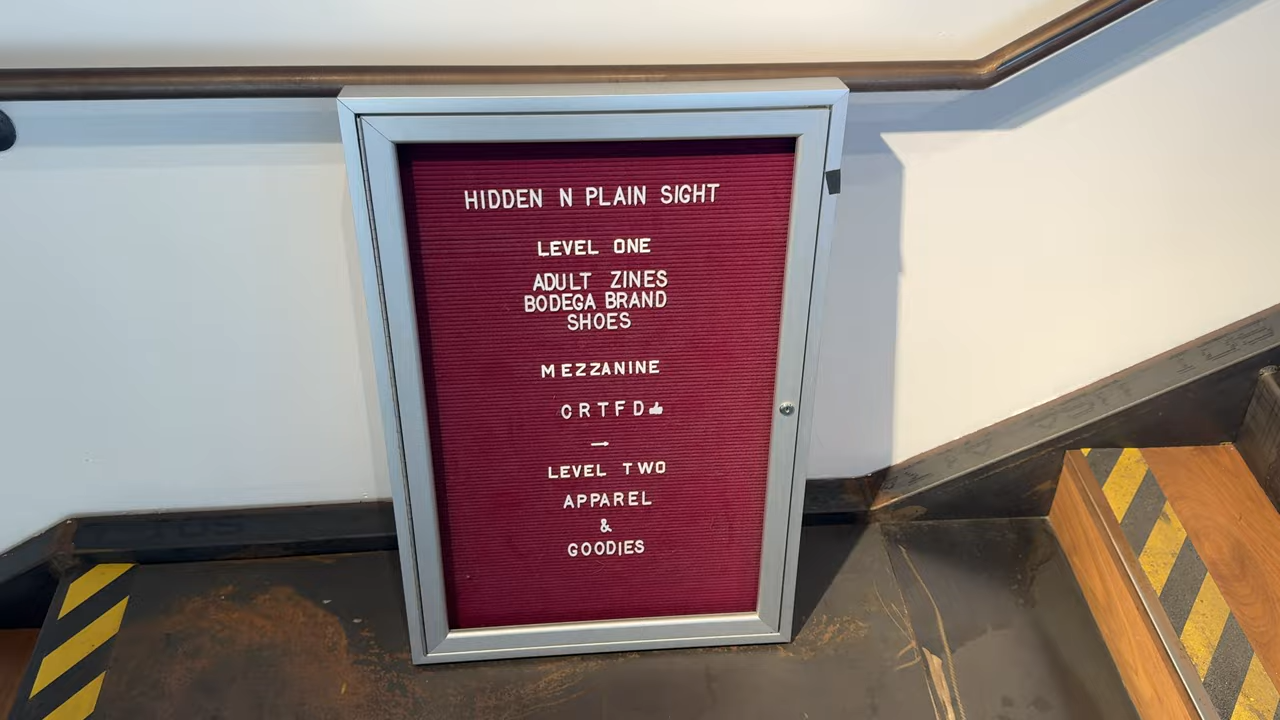 HIDDEN N PLAIN SIGHT
LEVEL ONE
ADULT ZINES
BODEGA BRAND
SHOES
MEZZANINE
CRTFD👍
→
LEVEL TWO
APPAREL
&
GOODIES